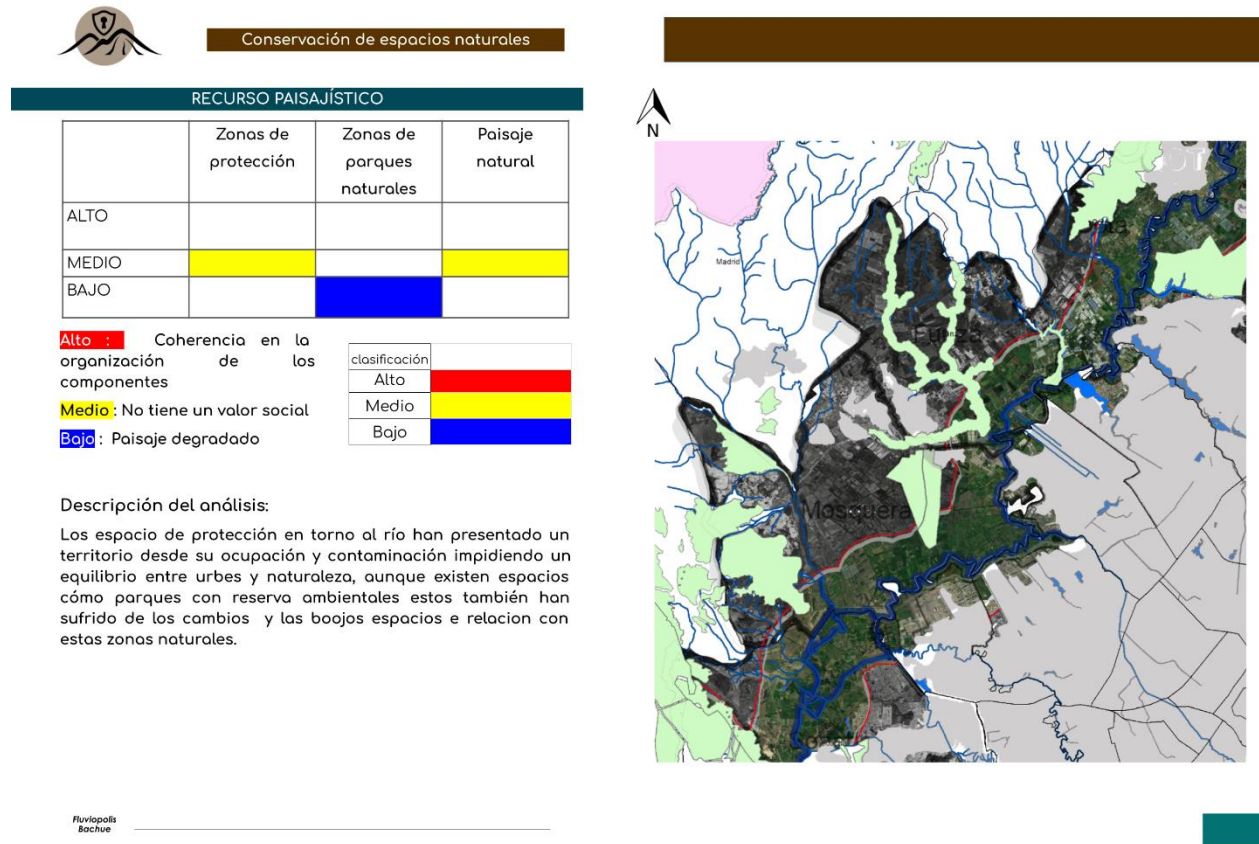 Conservación de espacios naturales
RECURSO PAISAJÍSTICO
Zonas de protección
Zonas de parques naturales
Paisaje natural
ALTO
MEDIO
BAJO
Alto : Coherencia en la
organización de los
componentes
Medio : No tiene un valor social
Bajo : Paisaje degradado
clasificación
Alto
Medio
Bajo
Descripción del análisis:
Los espacio de protección en torno al río han presentado un
territorio desde su ocupación y contaminación impidiendo un
equilibrio entre urbes y naturaleza, aunque existen espacios
cómo parques con reserva ambientales estos también han
sufrido de los cambios y las boojos espacios e relacion con
estas zonas naturales.
Fluviopolis
Bachue
N
Madrid
Funza
Mosquera